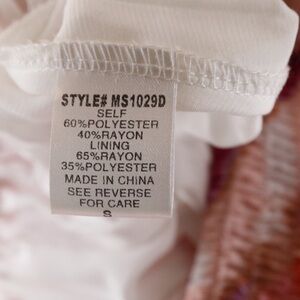 STYLE# MS1029D
SELF
60%POLYESTER
40%RAYON
LINING
65%RAYON
35%POLYESTER
MADE IN CHINA
SEE REVERSE
FOR CARE
S